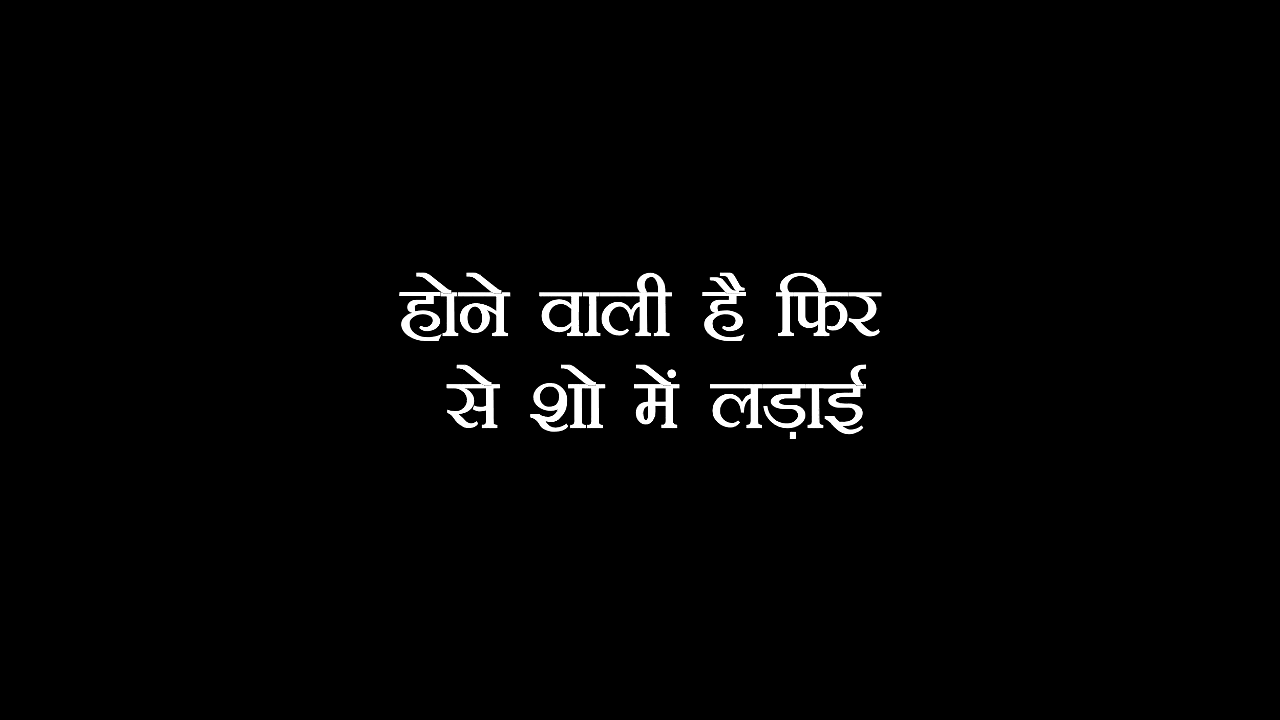 होने वाली है फिर
से शो में लड़ाई